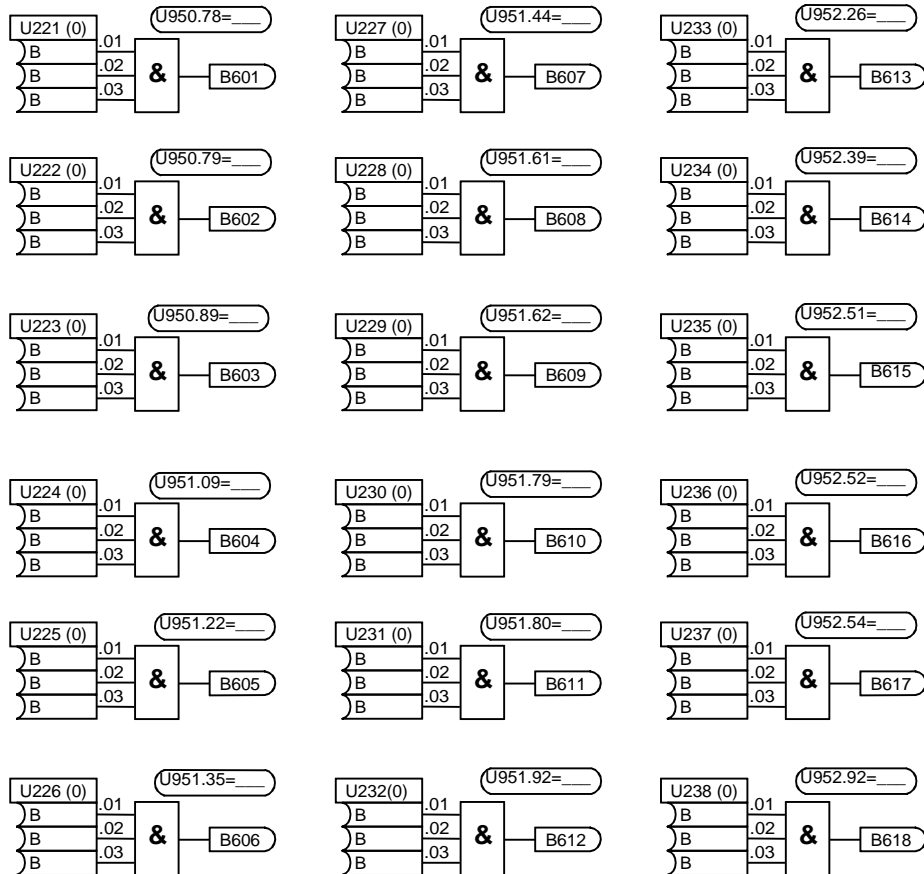 U950.78=___
U221 (0)
B .01
B .02 & B601
B .03
U951.44=___
U227 (0)
B .01
B .02 & B607
B .03
U952.26=___
U233 (0)
B .01
B .02 & B613
B .03
U950.79=___
U222 (0)
B .01
B .02 & B602
B .03
U951.61=___
U228 (0)
B .01
B .02 & B608
B .03
U952.39=___
U234 (0)
B .01
B .02 & B614
B .03
U950.89=___
U223 (0)
B .01
B .02 & B603
B .03
U951.62=___
U229 (0)
B .01
B .02 & B609
B .03
U952.51=___
U235 (0)
B .01
B .02 & B615
B .03
U951.09=___
U224 (0)
B .01
B .02 & B604
B .03
U951.79=___
U230 (0)
B .01
B .02 & B610
B .03
U952.52=___
U236 (0)
B .01
B .02 & B616
B .03
U951.22=___
U225 (0)
B .01
B .02 & B605
B .03
U951.80=___
U231 (0)
B .01
B .02 & B611
B .03
U952.54=___
U237 (0)
B .01
B .02 & B617
B .03
U951.35=___
U226 (0)
B .01
B .02 & B606
B .03
U951.92=___
U232(0)
B .01
B .02 & B612
B .03
U952.92=___
U238 (0)
B .01
B .02 & B618
B .03